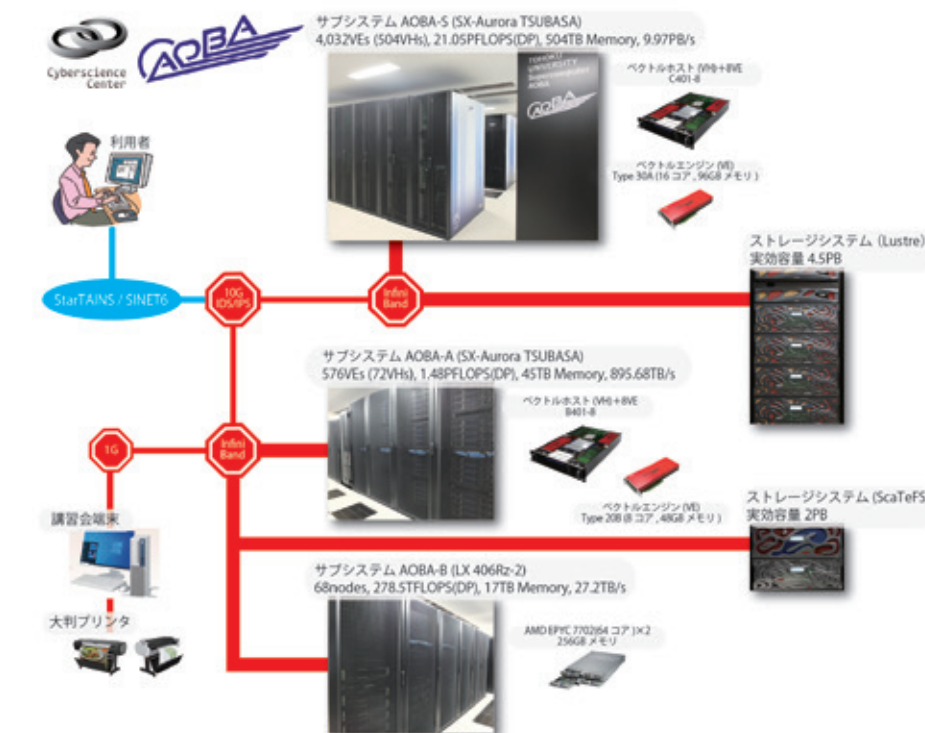 Cyberscience
Center
AOBA
サブシステム AOBA-S (SX-Aurora TSUBASA)
4,032VEs (504VHs), 21.05PFLOPS(DP), 504TB Memory, 9.97PB/s
TOHOKU
UNIVERSITY
Supercomputer
AOBA
AOBA
ベクトルホスト (VH)+8VE
C401-8
ベクトルエンジン (VE)
Type 30A (16 コア , 96GB メモリ )
利用者
StarTAINS / SINET6
10G
IDS/IPS
Infini
Band
ストレージシステム (Lustre)
実効容量 4.5PB
サブシステム AOBA-A (SX-Aurora TSUBASA)
576VEs (72VHs), 1.48PFLOPS(DP), 45TB Memory, 895.68TB/s
ベクトルホスト (VH)+8VE
B401-8
ベクトルエンジン (VE)
Type 20B (8 コア , 48GB メモリ )
1G
Infini
Band
講習会端末
大判プリンタ
ストレージシステム (ScaTeFS
実効容量 2PB
サブシステム AOBA-B (LX 406Rz-2)
68nodes, 278.5TFLOPS(DP), 17TB Memory, 27.2TB/s
AMD EPYC 7702(64 コア )×2
256GB メモリ